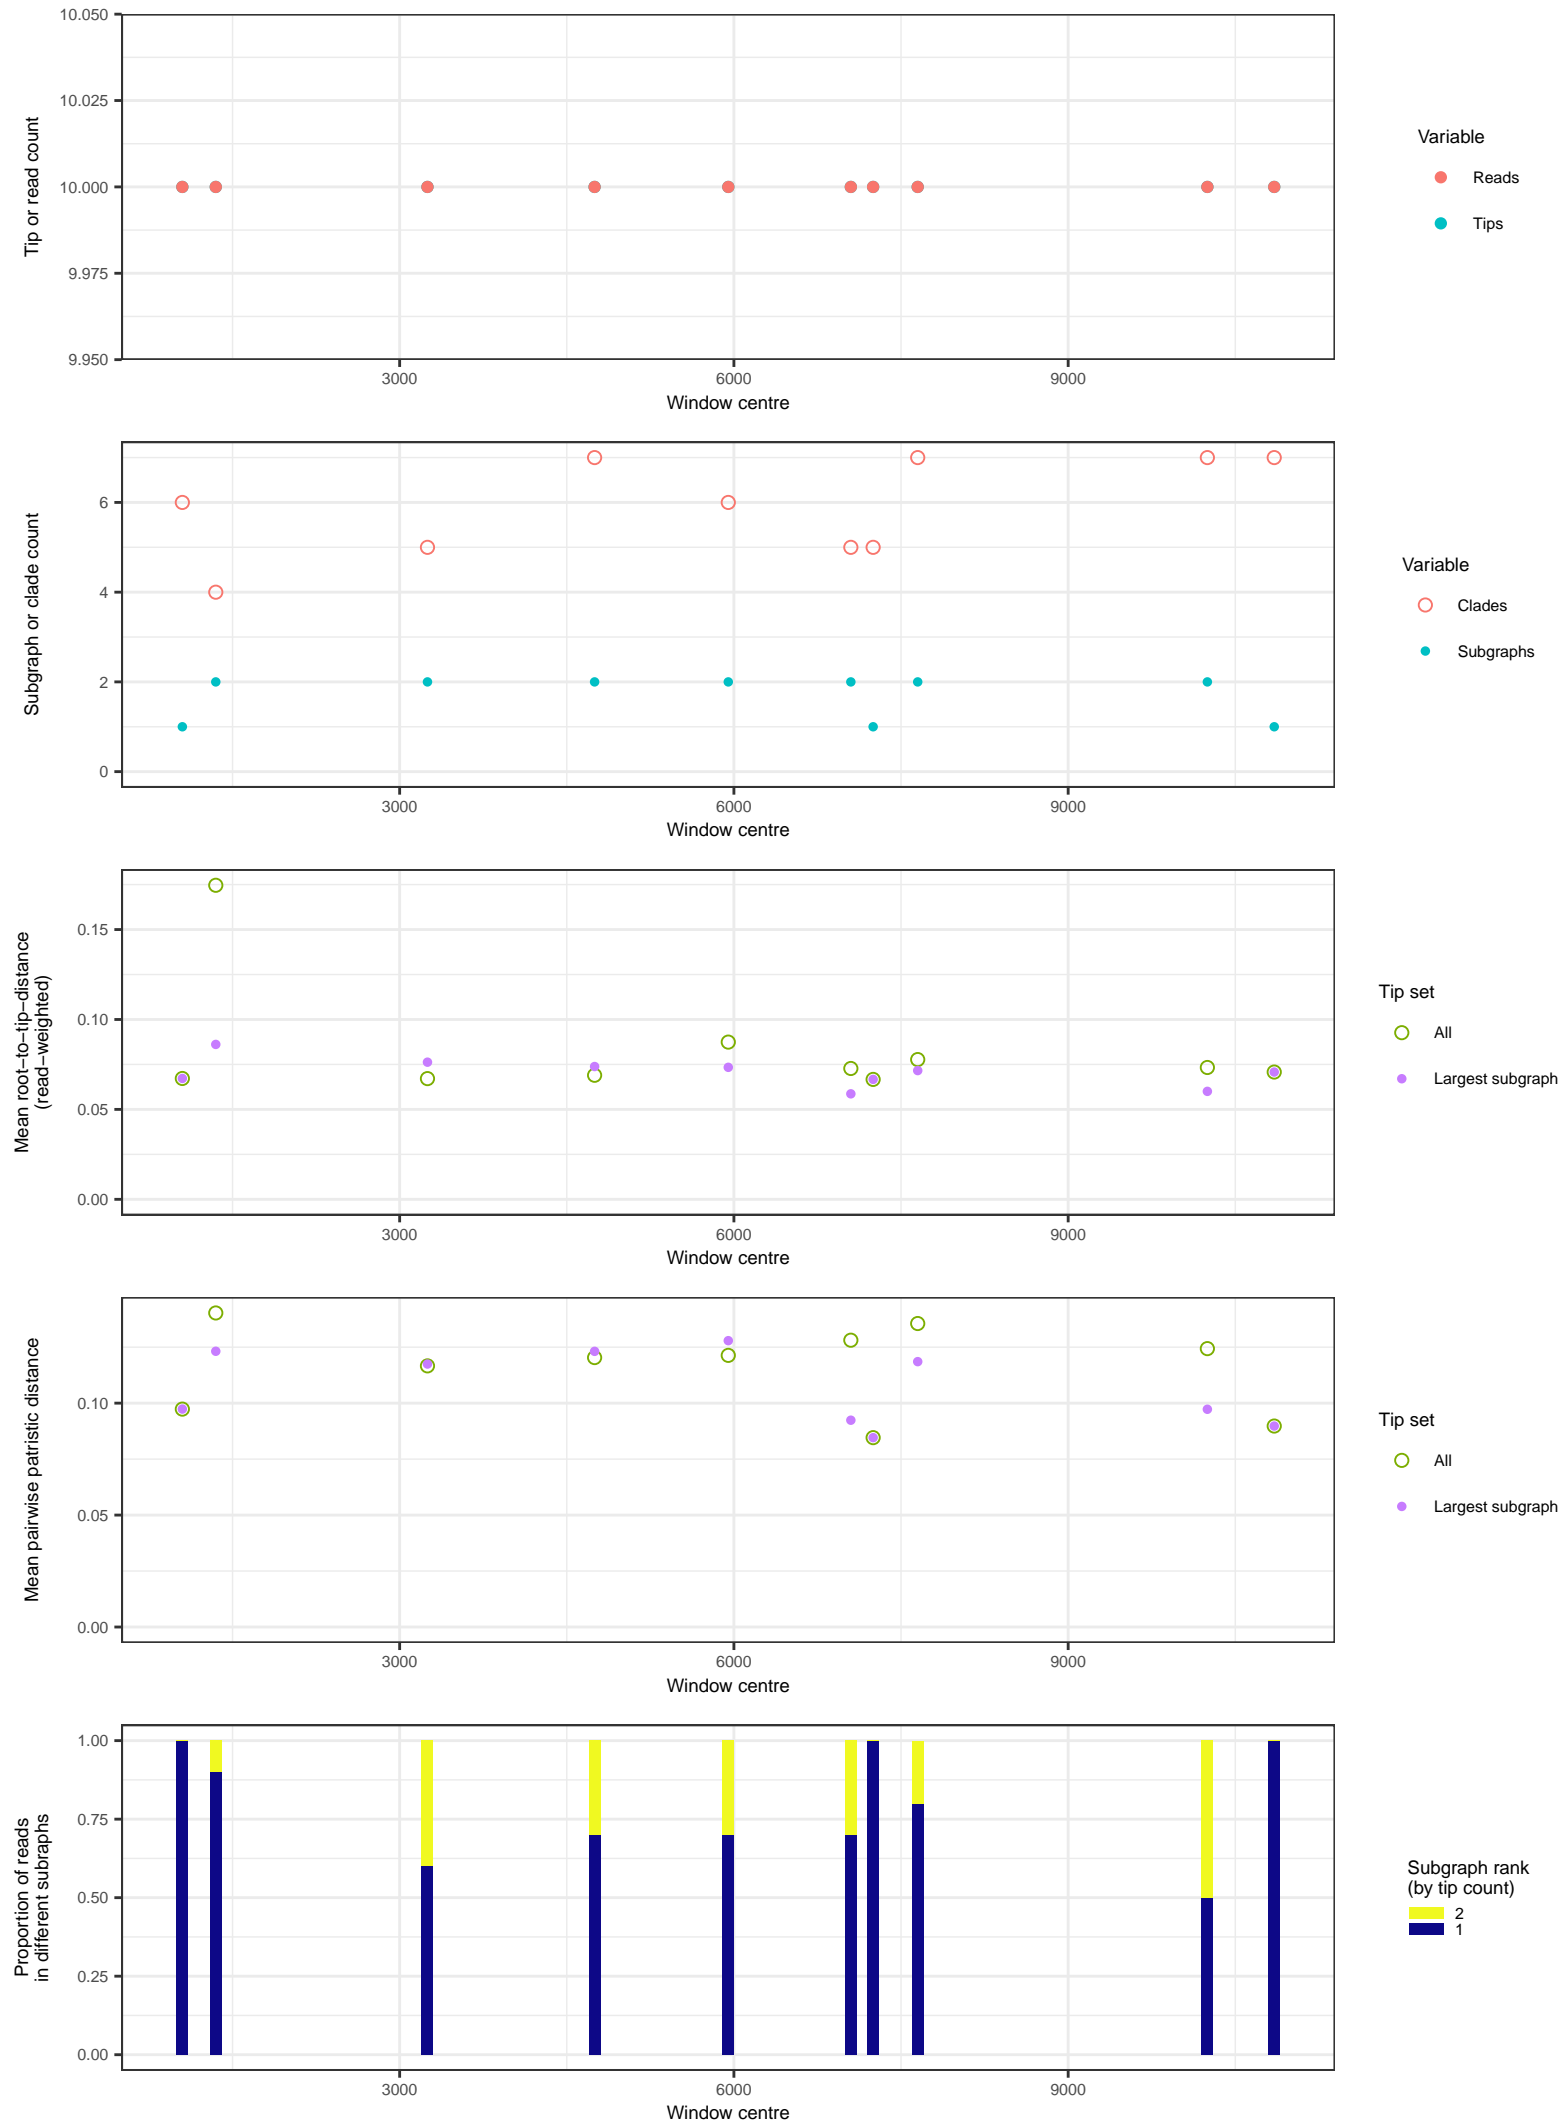 10.050
10.025
10.000
9.975
9.950
Tip or read count
3000
6000
9000
Window centre
Variable
Reads
Tips
6
4
2
0
Subgraph or clade count
3000
6000
9000
Window centre
Variable
Clades
Subgraphs
0.15
0.10
0.05
0.00
Mean root−to−tip−distance
(read−weighted)
3000
6000
9000
Window centre
Tip set
All
Largest subgraph
0.10
0.05
0.00
Mean pairwise patristic distance
3000
6000
9000
Window centre
Tip set
All
Largest subgraph
1.00
0.75
0.50
0.25
0.00
Proportion of reads
in different subraphs
3000
6000
9000
Window centre
Subgraph rank
(by tip count)
2
1